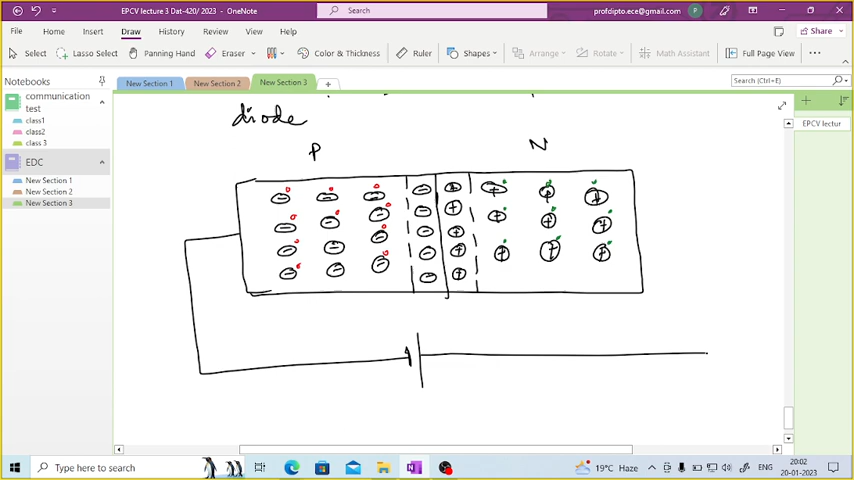 EPCV lecture 3 Dat-420/ 2023 - OneNote
Search
profdipto.ece@gmail.com
P
File
Home
Insert
Draw
History
Review
View
Help
Share
Select
Lasso Select
Panning Hand
Eraser
Color & Thickness
Ruler
Shapes
Arrange
Rotate
Math Assistant
Full Page View
Notebooks
New Section 1
New Section 2
New Section 3
Search (Ctrl+E)
communication
test
class1
class2
class 3
EDC
New Section 1
New Section 2
New Section 3
EPCV lectur
diode
P
N
Type here to search
19°C Haze
ENG
20:02
20-01-2023